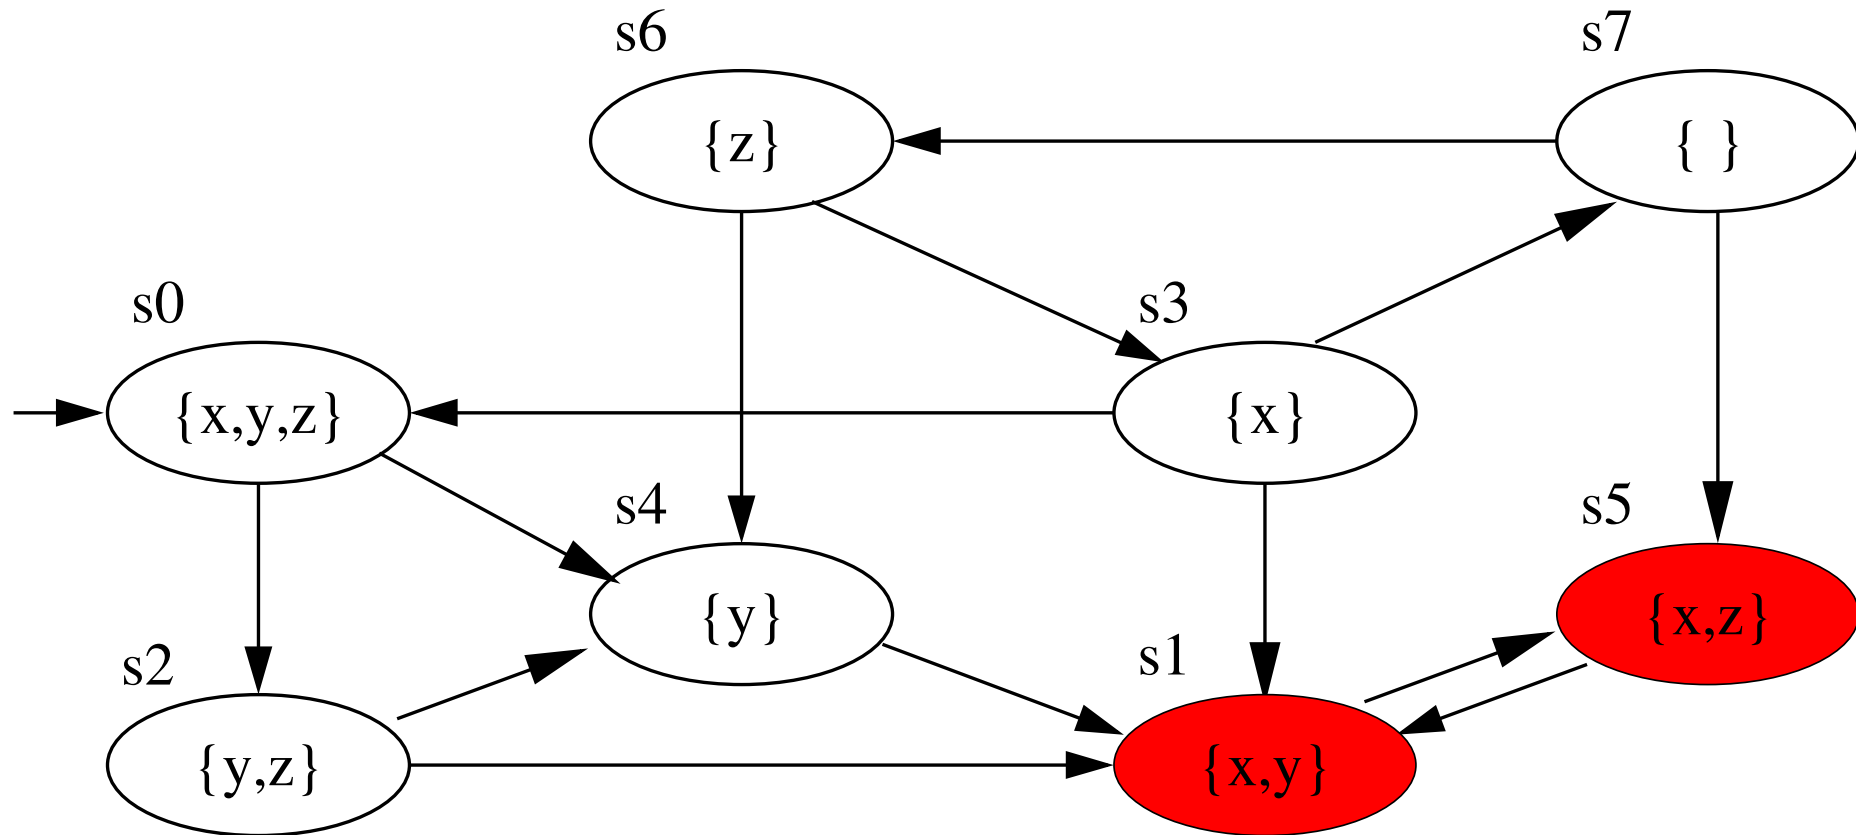 s6
s7
{z}
{ }
s0
s3
{x,y,z}
{x}
s4
s5
{y}
{x,z}
s2
s1
{y,z}
{x,y}